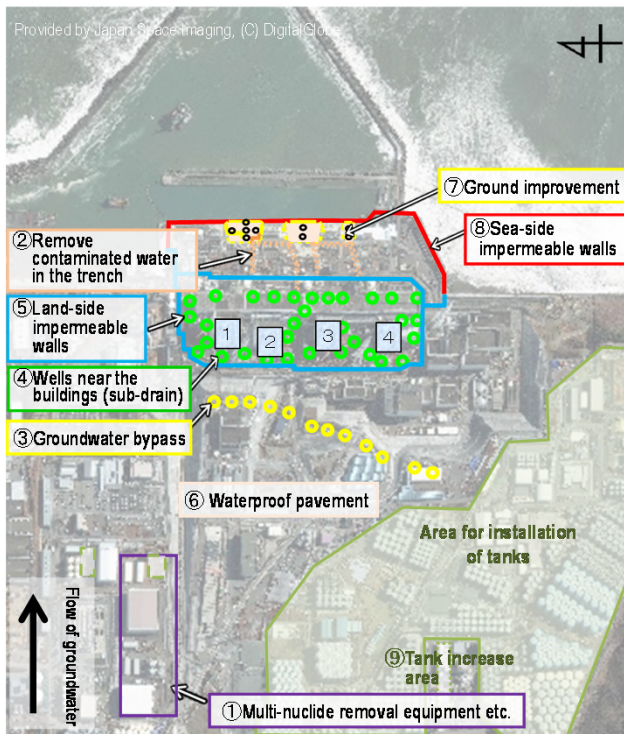 Provided by Japan Space Imaging, (C) DigitalGlobe
⑦Ground improvement
②Remove
contaminated water
in the trench
⑧Sea-side
impermeable walls
⑤Land-side
impermeable
walls
1
2
3
4
④Wells near the
buildings (sub-drain)
③Groundwater bypass
⑥ Waterproof pavement
Area for installation
of tanks
Flow of groundwater
⑨Tank increase
area
①Multi-nuclide removal equipment etc.